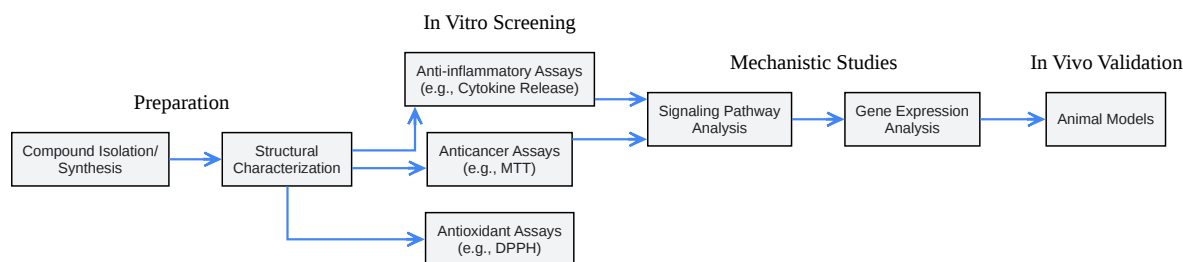 In Vitro Screening
Anti-inflammatory Assays
(e.g., Cytokine Release)
Mechanistic Studies
In Vivo Validation
Preparation
Signaling Pathway
Analysis
Gene Expression
Analysis
Animal Models
Compound Isolation/
Synthesis
Structural
Characterization
Anticancer Assays
(e.g., MTT)
Antioxidant Assays
(e.g., DPPH)